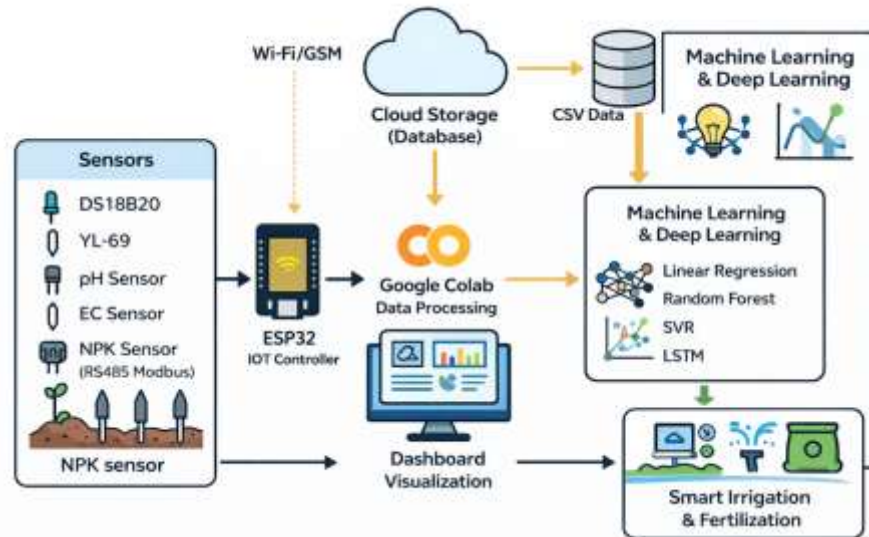 Wi-Fi/GSM
Cloud Storage
(Database)
CSV Data
Machine Learning
& Deep Learning
Sensors
DS18B20
YL-69
pH Sensor
EC Sensor
NPK Sensor
(RS485 Modbus)
NPK sensor
ESP32
IOT Controller
Google Colab
Data Processing
Dashboard
Visualization
Machine Learning
& Deep Learning
Linear Regression
Random Forest
SVR
LSTM
Smart Irrigation
& Fertilization